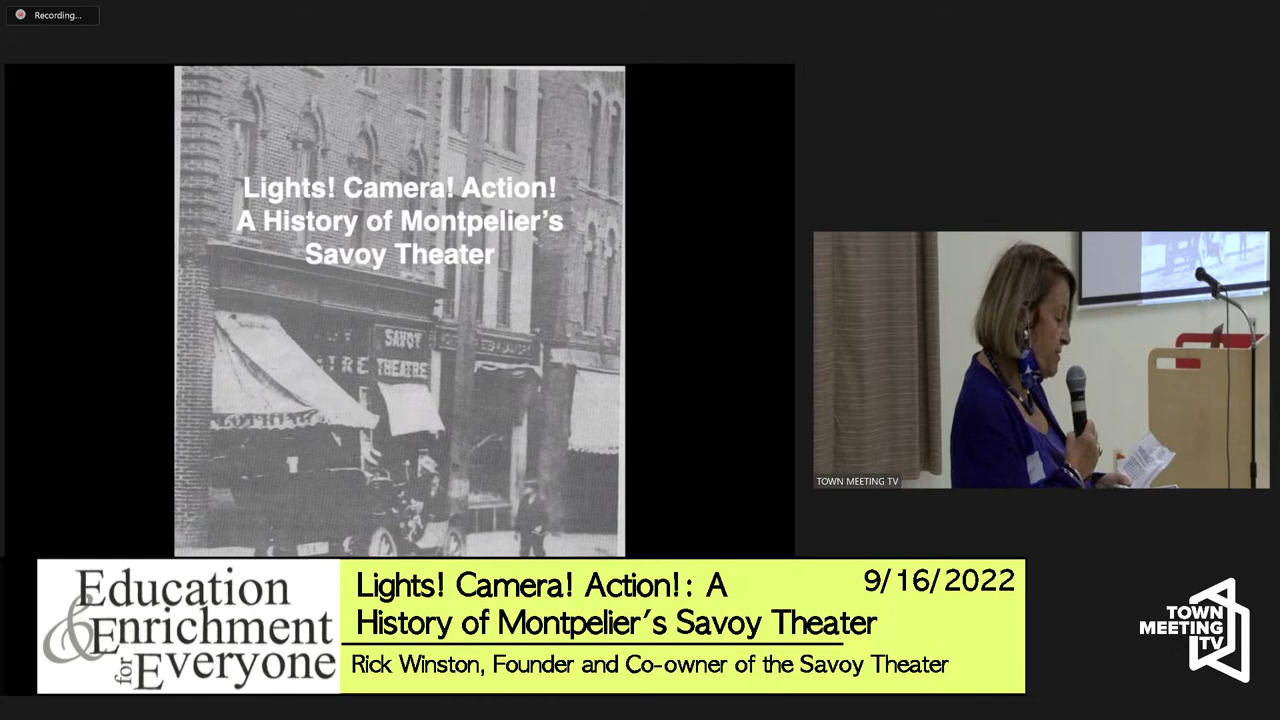 Recording...
Lights! Camera! Action!
A History of Montpelier's
Savoy Theater
SAVOY
THEATRE
TOWN MEETING TV
Education
& Enrichment
for Everyone
Lights! Camera! Action!: A
History of Montpelier's Savoy Theater
9/16/2022
Rick Winston, Founder and Co-owner of the Savoy Theater
TOWN
MEETING
TV